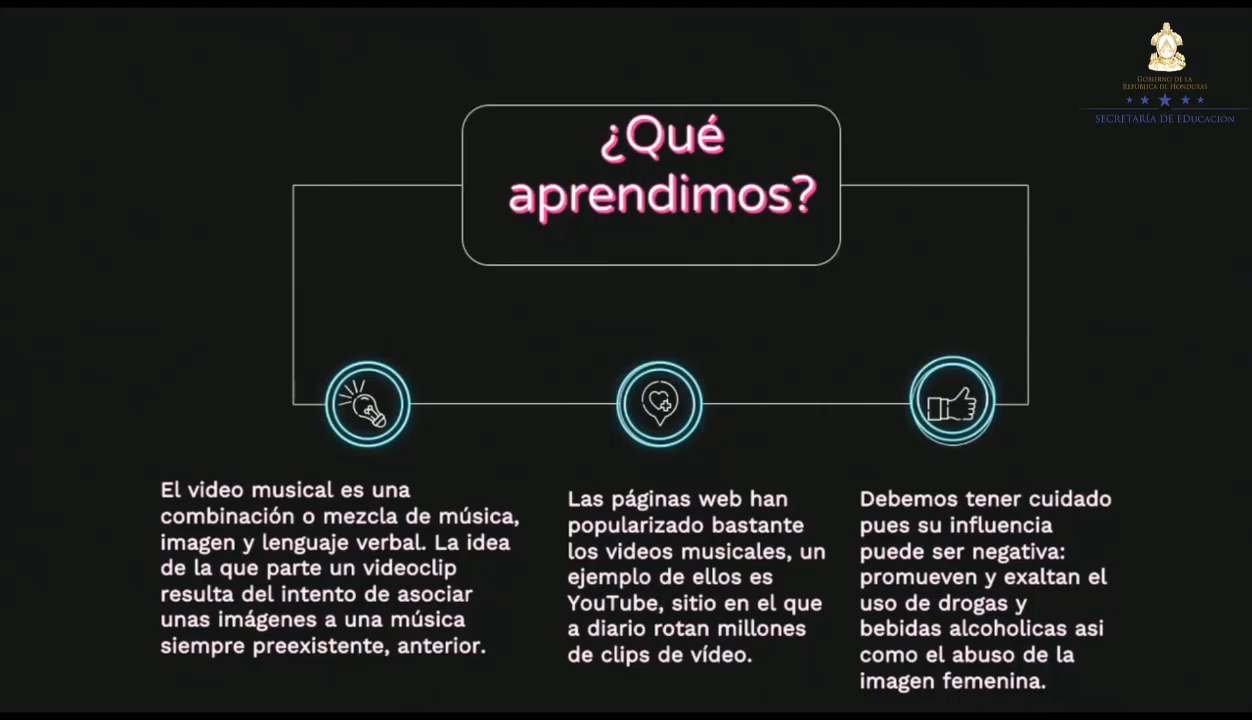 GOBIERNO DE LA
REPÚBLICA DE HONDURAS
SECRETARÍA DE EDUCACIÓN
¿Qué
aprendimos?
El video musical es una
combinación o mezcla de música,
imagen y lenguaje verbal. La idea
de la que parte un videoclip
resulta del intento de asociar
unas imágenes a una música
siempre preexistente, anterior.
Las páginas web han
popularizado bastante
los videos musicales, un
ejemplo de ellos es
YouTube, sitio en el que
a diario rotan millones
de clips de vídeo.
Debemos tener cuidado
pues su influencia
puede ser negativa:
promueven y exaltan el
uso de drogas y
bebidas alcoholicas asi
como el abuso de la
imagen femenina.